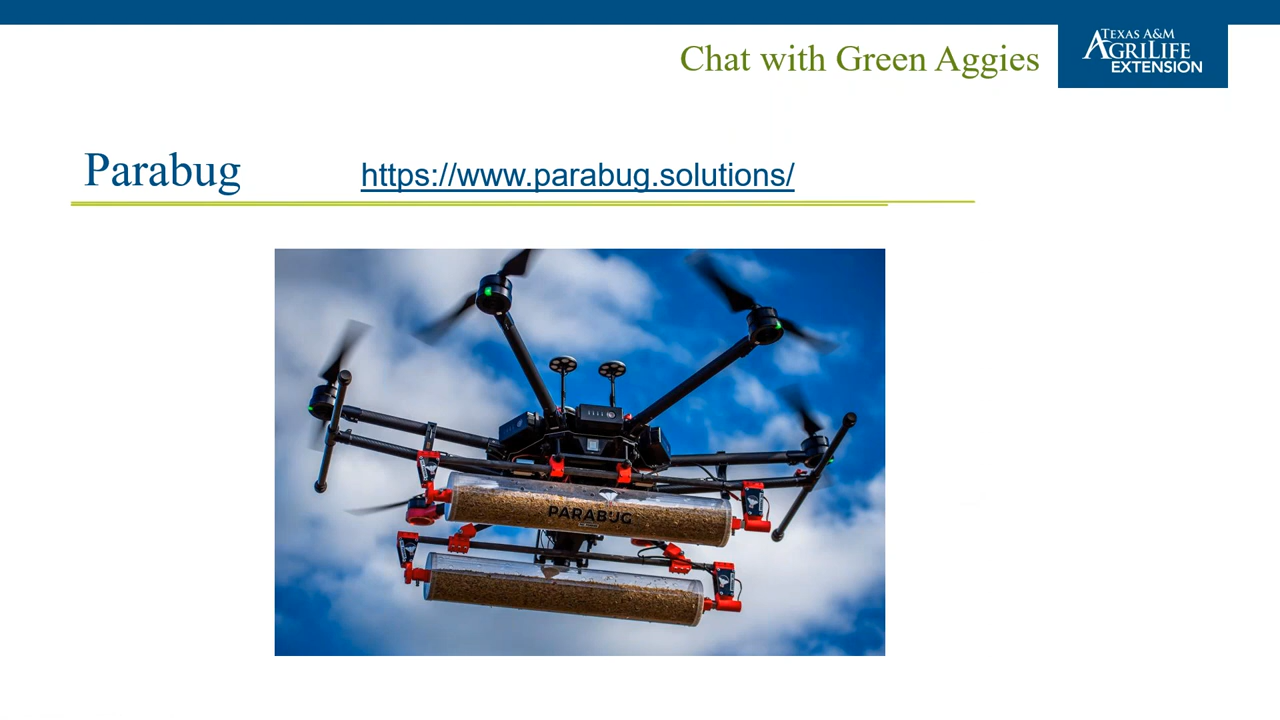 Chat with Green Aggies
TEXAS A&M
AGRILIFE
EXTENSION
Parabug
https://www.parabug.solutions/
PARABUG